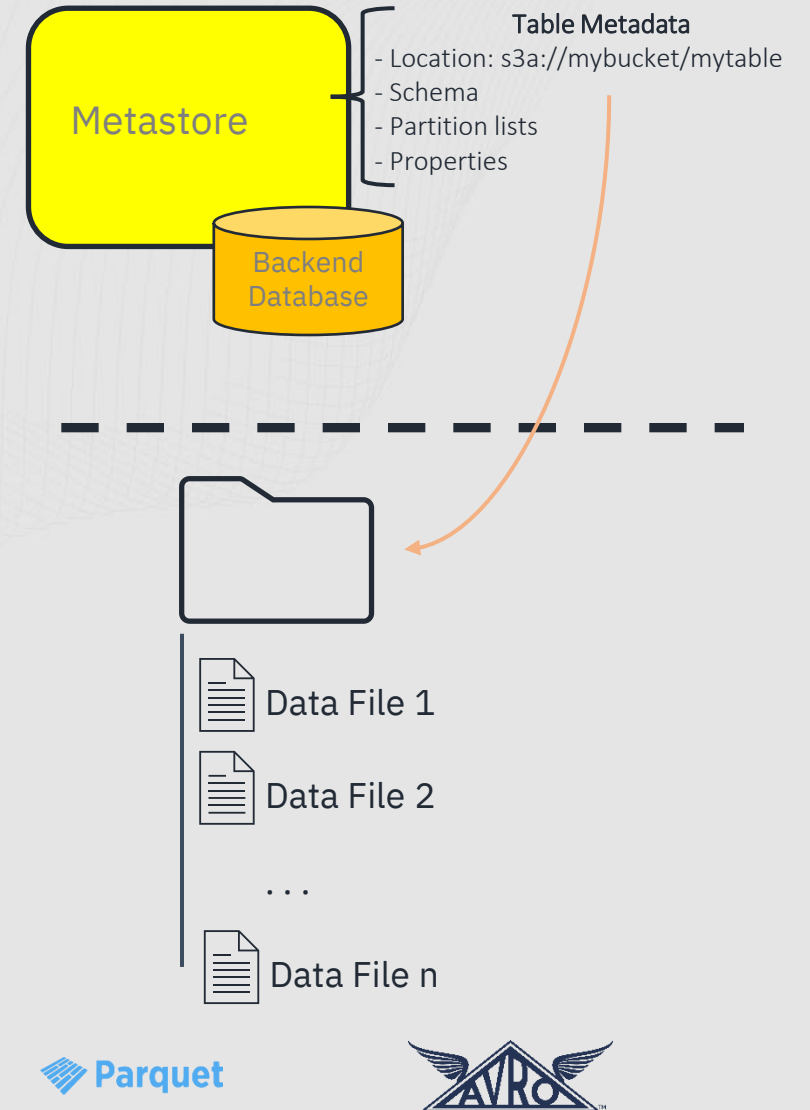 Table Metadata
- Location: s3a://mybucket/mytable
- Schema
- Partition lists
- Properties
Metastore
Backend
Database
Data File 1
Data File 2
. . .
Data File n
Parquet
AVRO
TM